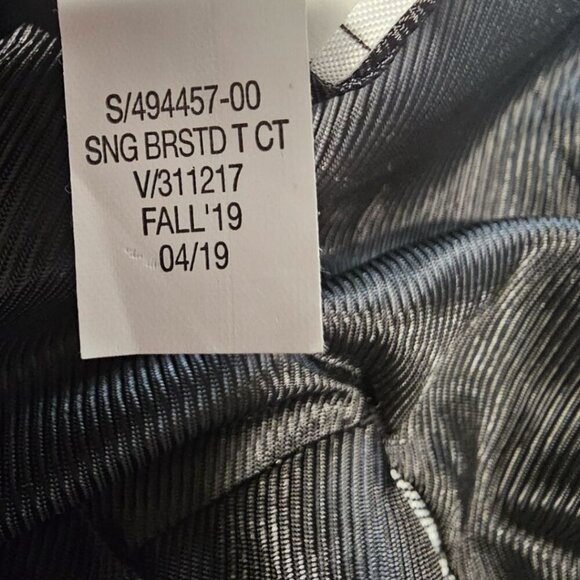 S/494457-00
SNG BRSTD T CT
V/311217
FALL'19
04/19